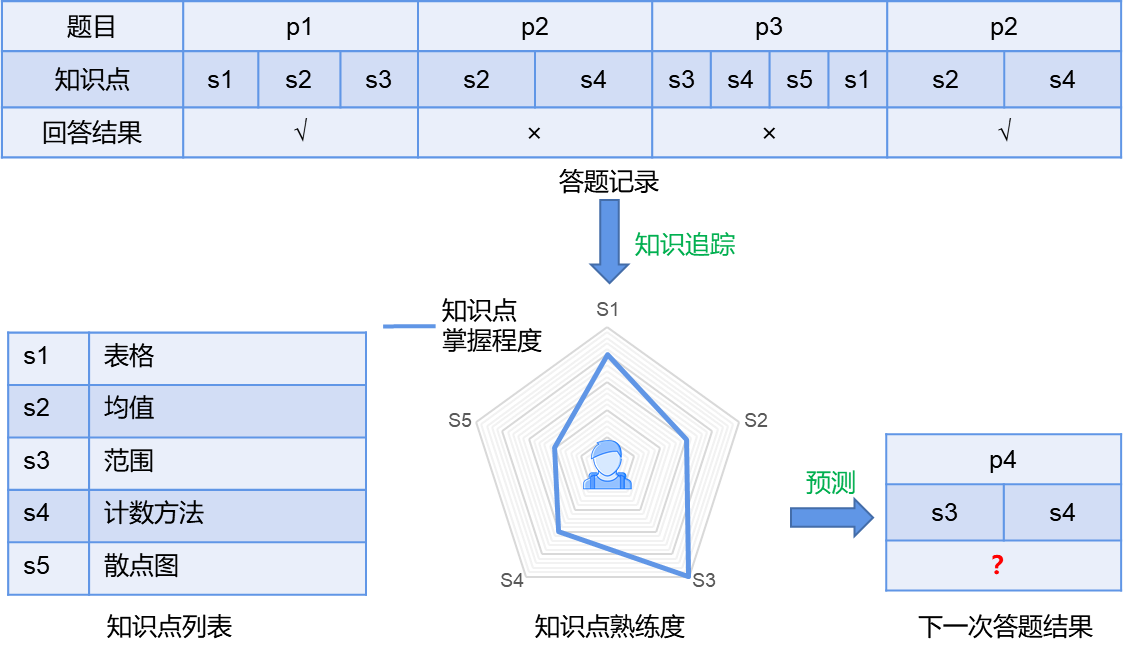 题目 p1 p2 p3 p2
知识点 s1 s2 s3 s2 s4 s3 s4 s5 s1 s2 s4
回答结果 √ × × √
答题记录
知识追踪
知识点
掌握程度
S1
S2
S3
S4
S5
s1 表格
s2 均值
s3 范围
s4 计数方法
s5 散点图
预测
p4
s3 s4
?
知识点列表
知识点熟练度
下一次答题结果